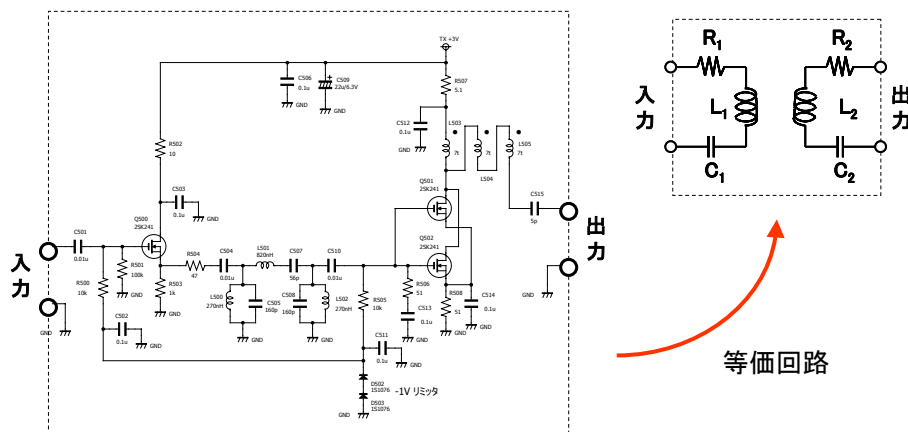 TX +3V
C506
0.1u
GND
C509
22u/6.3V
GND
R507
5.1
C512
0.1u
GND
L503
7t
7t
L504
L505
7t
R502
10
C503
0.1u
GND
Q500
2SK241
Q501
2SK241
Q502
2SK241
C515
5p
入力
出力
C501
0.01u
R500
10k
R501
100k
GND
R503
1k
GND
R504
47
C504
0.01u
L501
820nH
C507
56p
C510
0.01u
L500
270nH
C505
160p
GND
C508
160p
L502
270nH
GND
R505
10k
R506
51
C513
0.1u
GND
R508
51
GND
C514
0.1u
GND
GND
C502
0.1u
GND
C511
0.1u
GND
D502
1S1076
D503
1S1076
GND
-1V リミッタ
R1
R2
入力
L1
L2
出力
C1
C2
等価回路